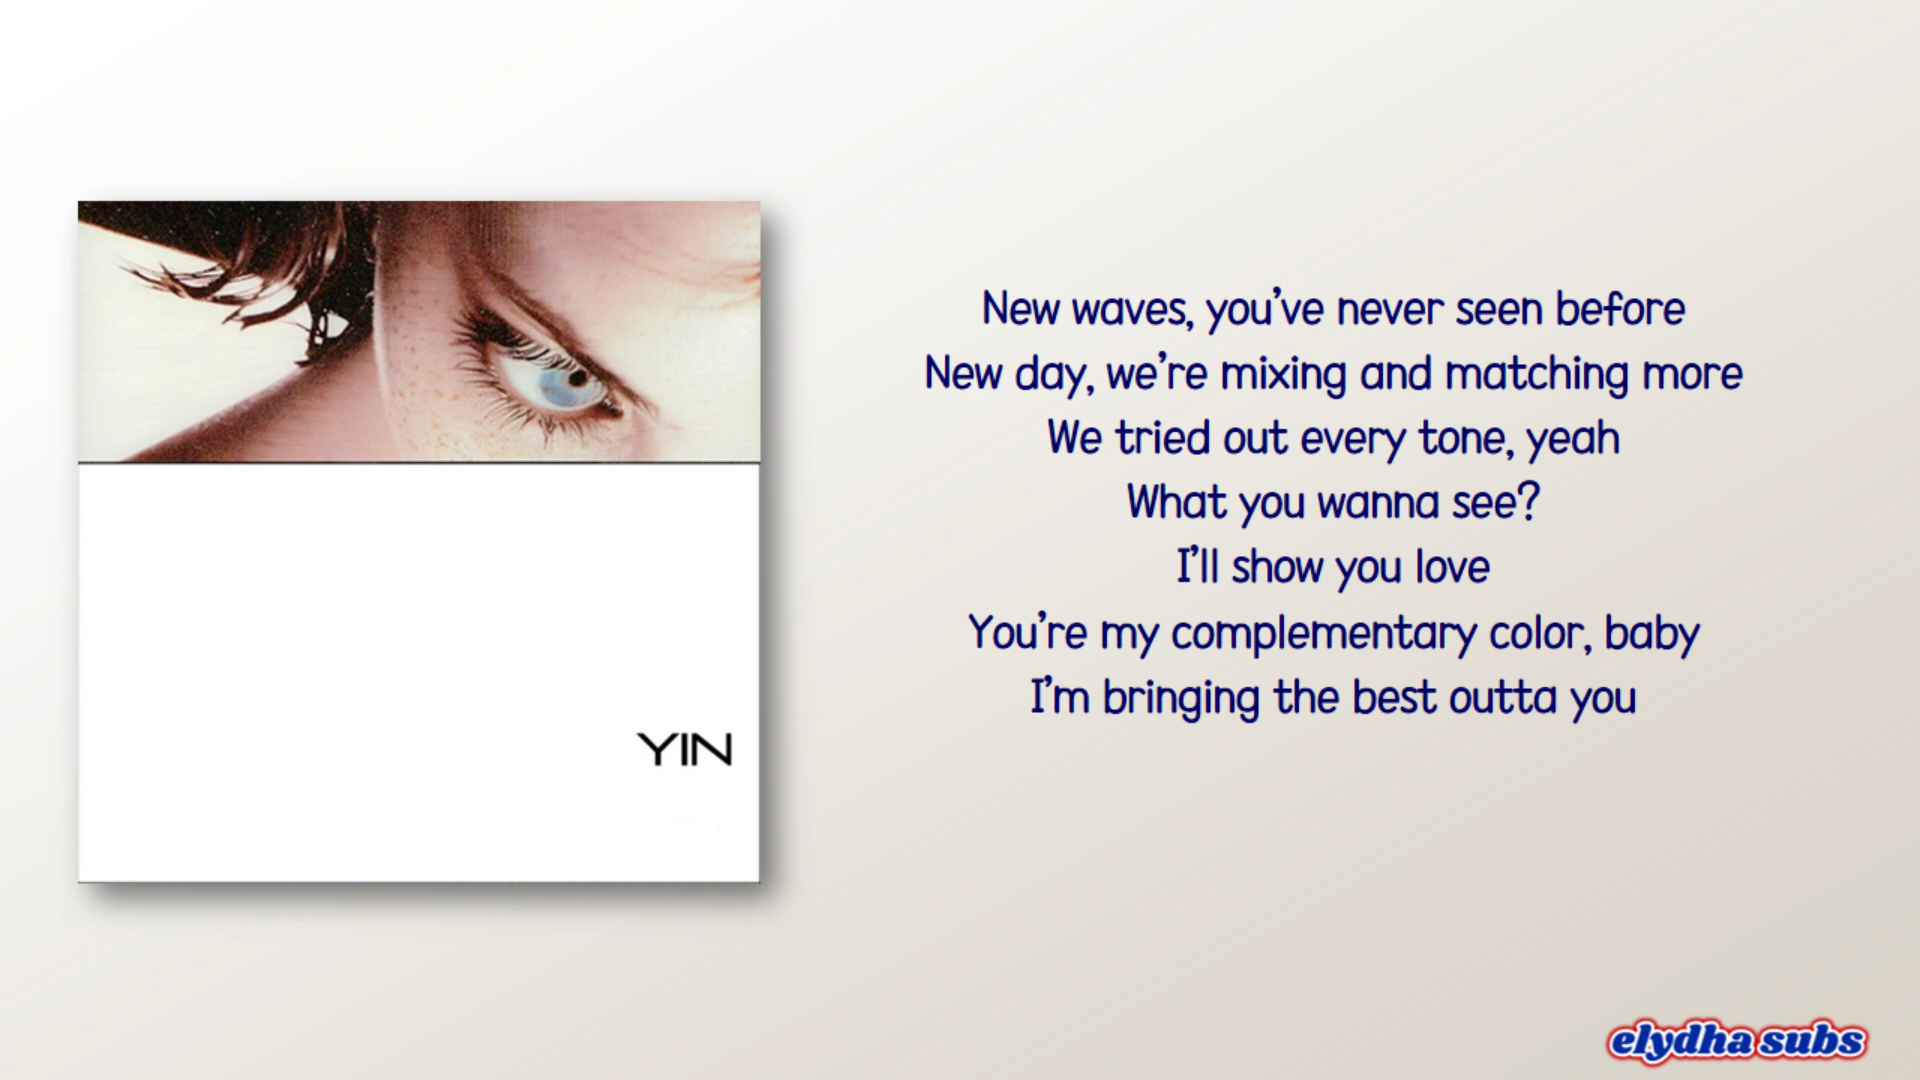 New waves, you've never seen before
New day, we're mixing and matching more
We tried out every tone, yeah
What you wanna see?
I'll show you love
You're my complementary color, baby
I'm bringing the best outta you
YIN
elydha subs